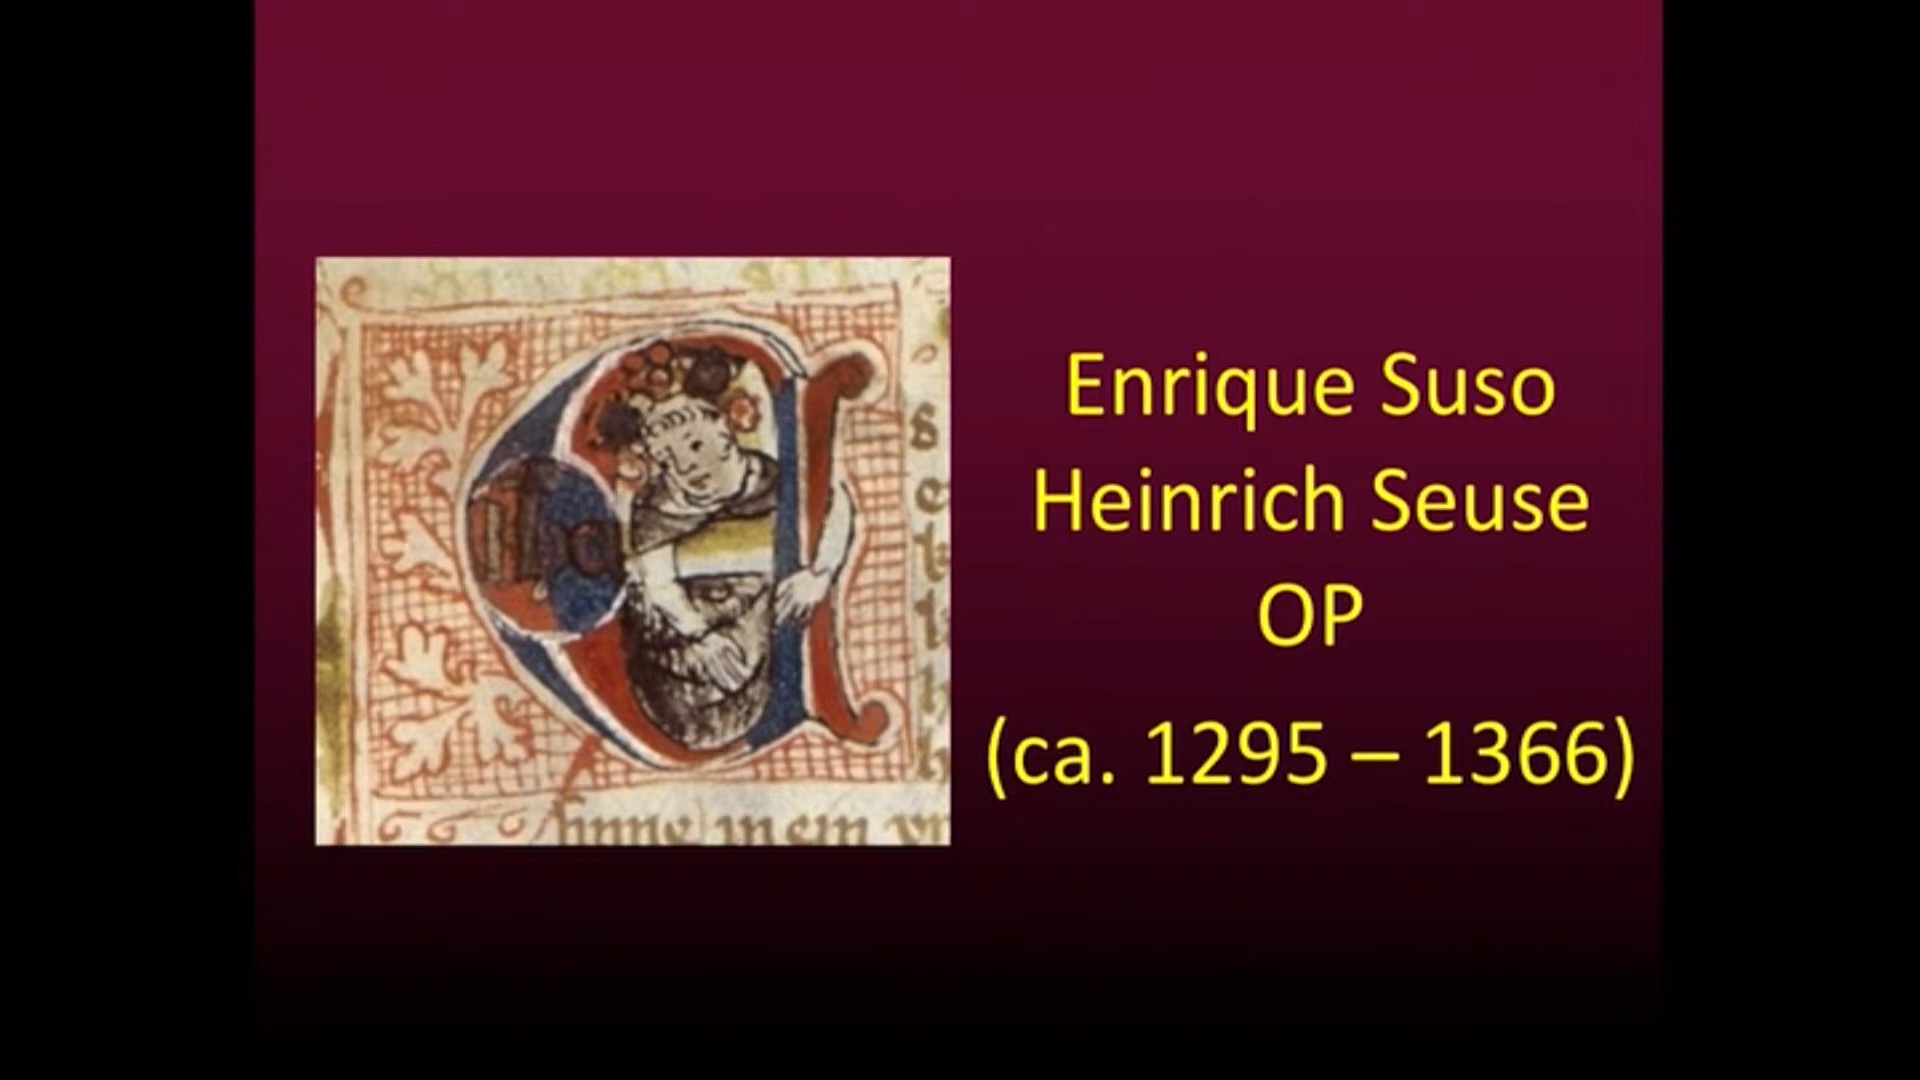 Enrique Suso
Heinrich Seuse
OP
(ca. 1295 – 1366)